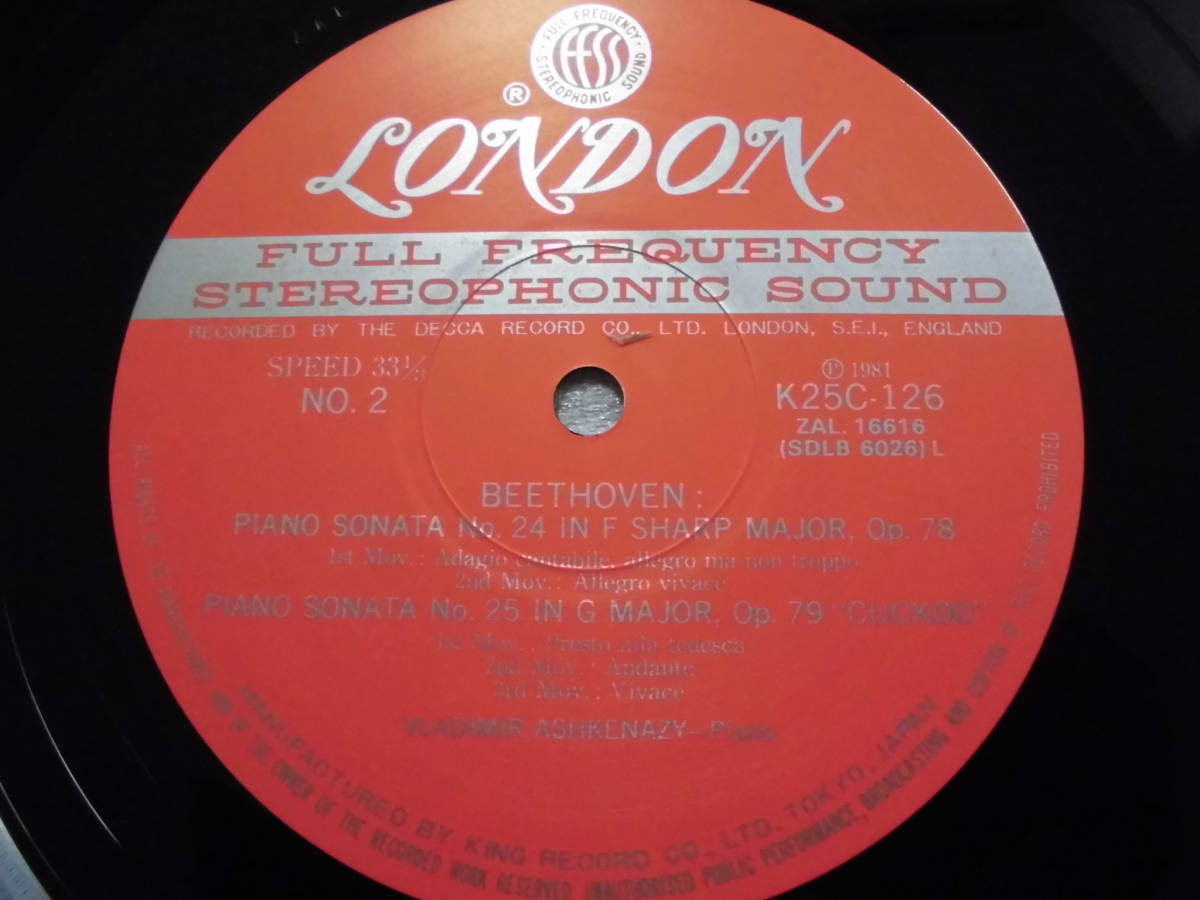 FULL FREQUENCY
FFSS
STEREOPHONIC SOUND
®
LONDON
FULL FREQUENCY
STEREOPHONIC SOUND
RECORDED BY THE DECCA RECORD CO., LTD. LONDON, S.E.I., ENGLAND
SPEED 33⅓
NO. 2
℗ 1981
K25C-126
ZAL. 16616
(SDLB 6026) L
BEETHOVEN:
PIANO SONATA No. 24 IN F SHARP MAJOR, Op. 78
1st Mov.: Adagio cantabile, allegro ma non troppo
2nd Mov.: Allegro vivace
PIANO SONATA No. 25 IN G MAJOR, Op. 79 "CUCKOO"
1st Mov.: Presto alla tedesca
2nd Mov.: Andante
3rd Mov.: Vivace
VLADIMIR ASHKENAZY—Piano
MANUFACTURED BY KING RECORD CO., LTD. TOKYO, JAPAN
ALL RIGHTS OF THE MANUFACTURER AND OF THE OWNER OF THE RECORDED WORK RESERVED. UNAUTHORISED PUBLIC PERFORMANCE, BROADCASTING AND COPYING OF THIS RECORD PROHIBITED